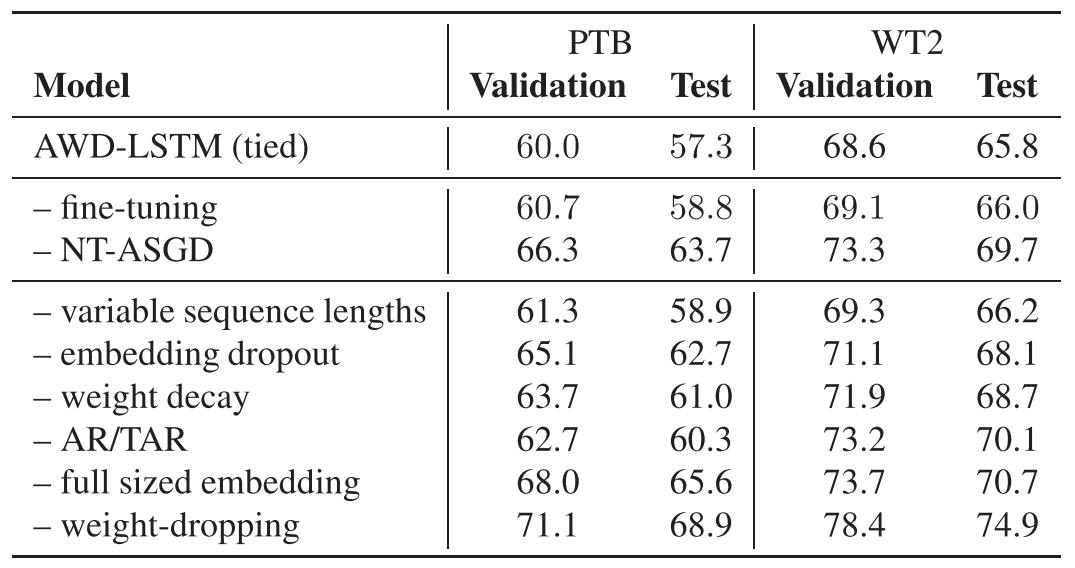 PTB WT2
Model Validation Test Validation Test
AWD-LSTM (tied) 60.0 57.3 68.6 65.8
– fine-tuning 60.7 58.8 69.1 66.0
– NT-ASGD 66.3 63.7 73.3 69.7
– variable sequence lengths 61.3 58.9 69.3 66.2
– embedding dropout 65.1 62.7 71.1 68.1
– weight decay 63.7 61.0 71.9 68.7
– AR/TAR 62.7 60.3 73.2 70.1
– full sized embedding 68.0 65.6 73.7 70.7
– weight-dropping 71.1 68.9 78.4 74.9